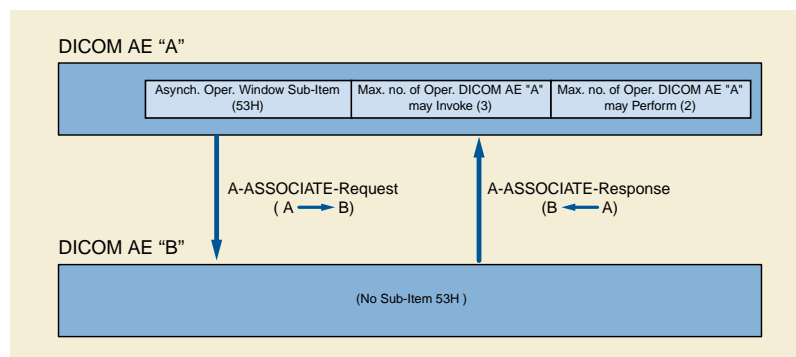 DICOM AE “A”
Asynch. Oper. Window Sub-Item
(53H)
Max. no. of Oper. DICOM AE "A"
may Invoke (3)
Max. no. of Oper. DICOM AE "A"
may Perform (2)
A-ASSOCIATE-Request
( A B)
A-ASSOCIATE-Response
(B A)
DICOM AE “B”
(No Sub-Item 53H )